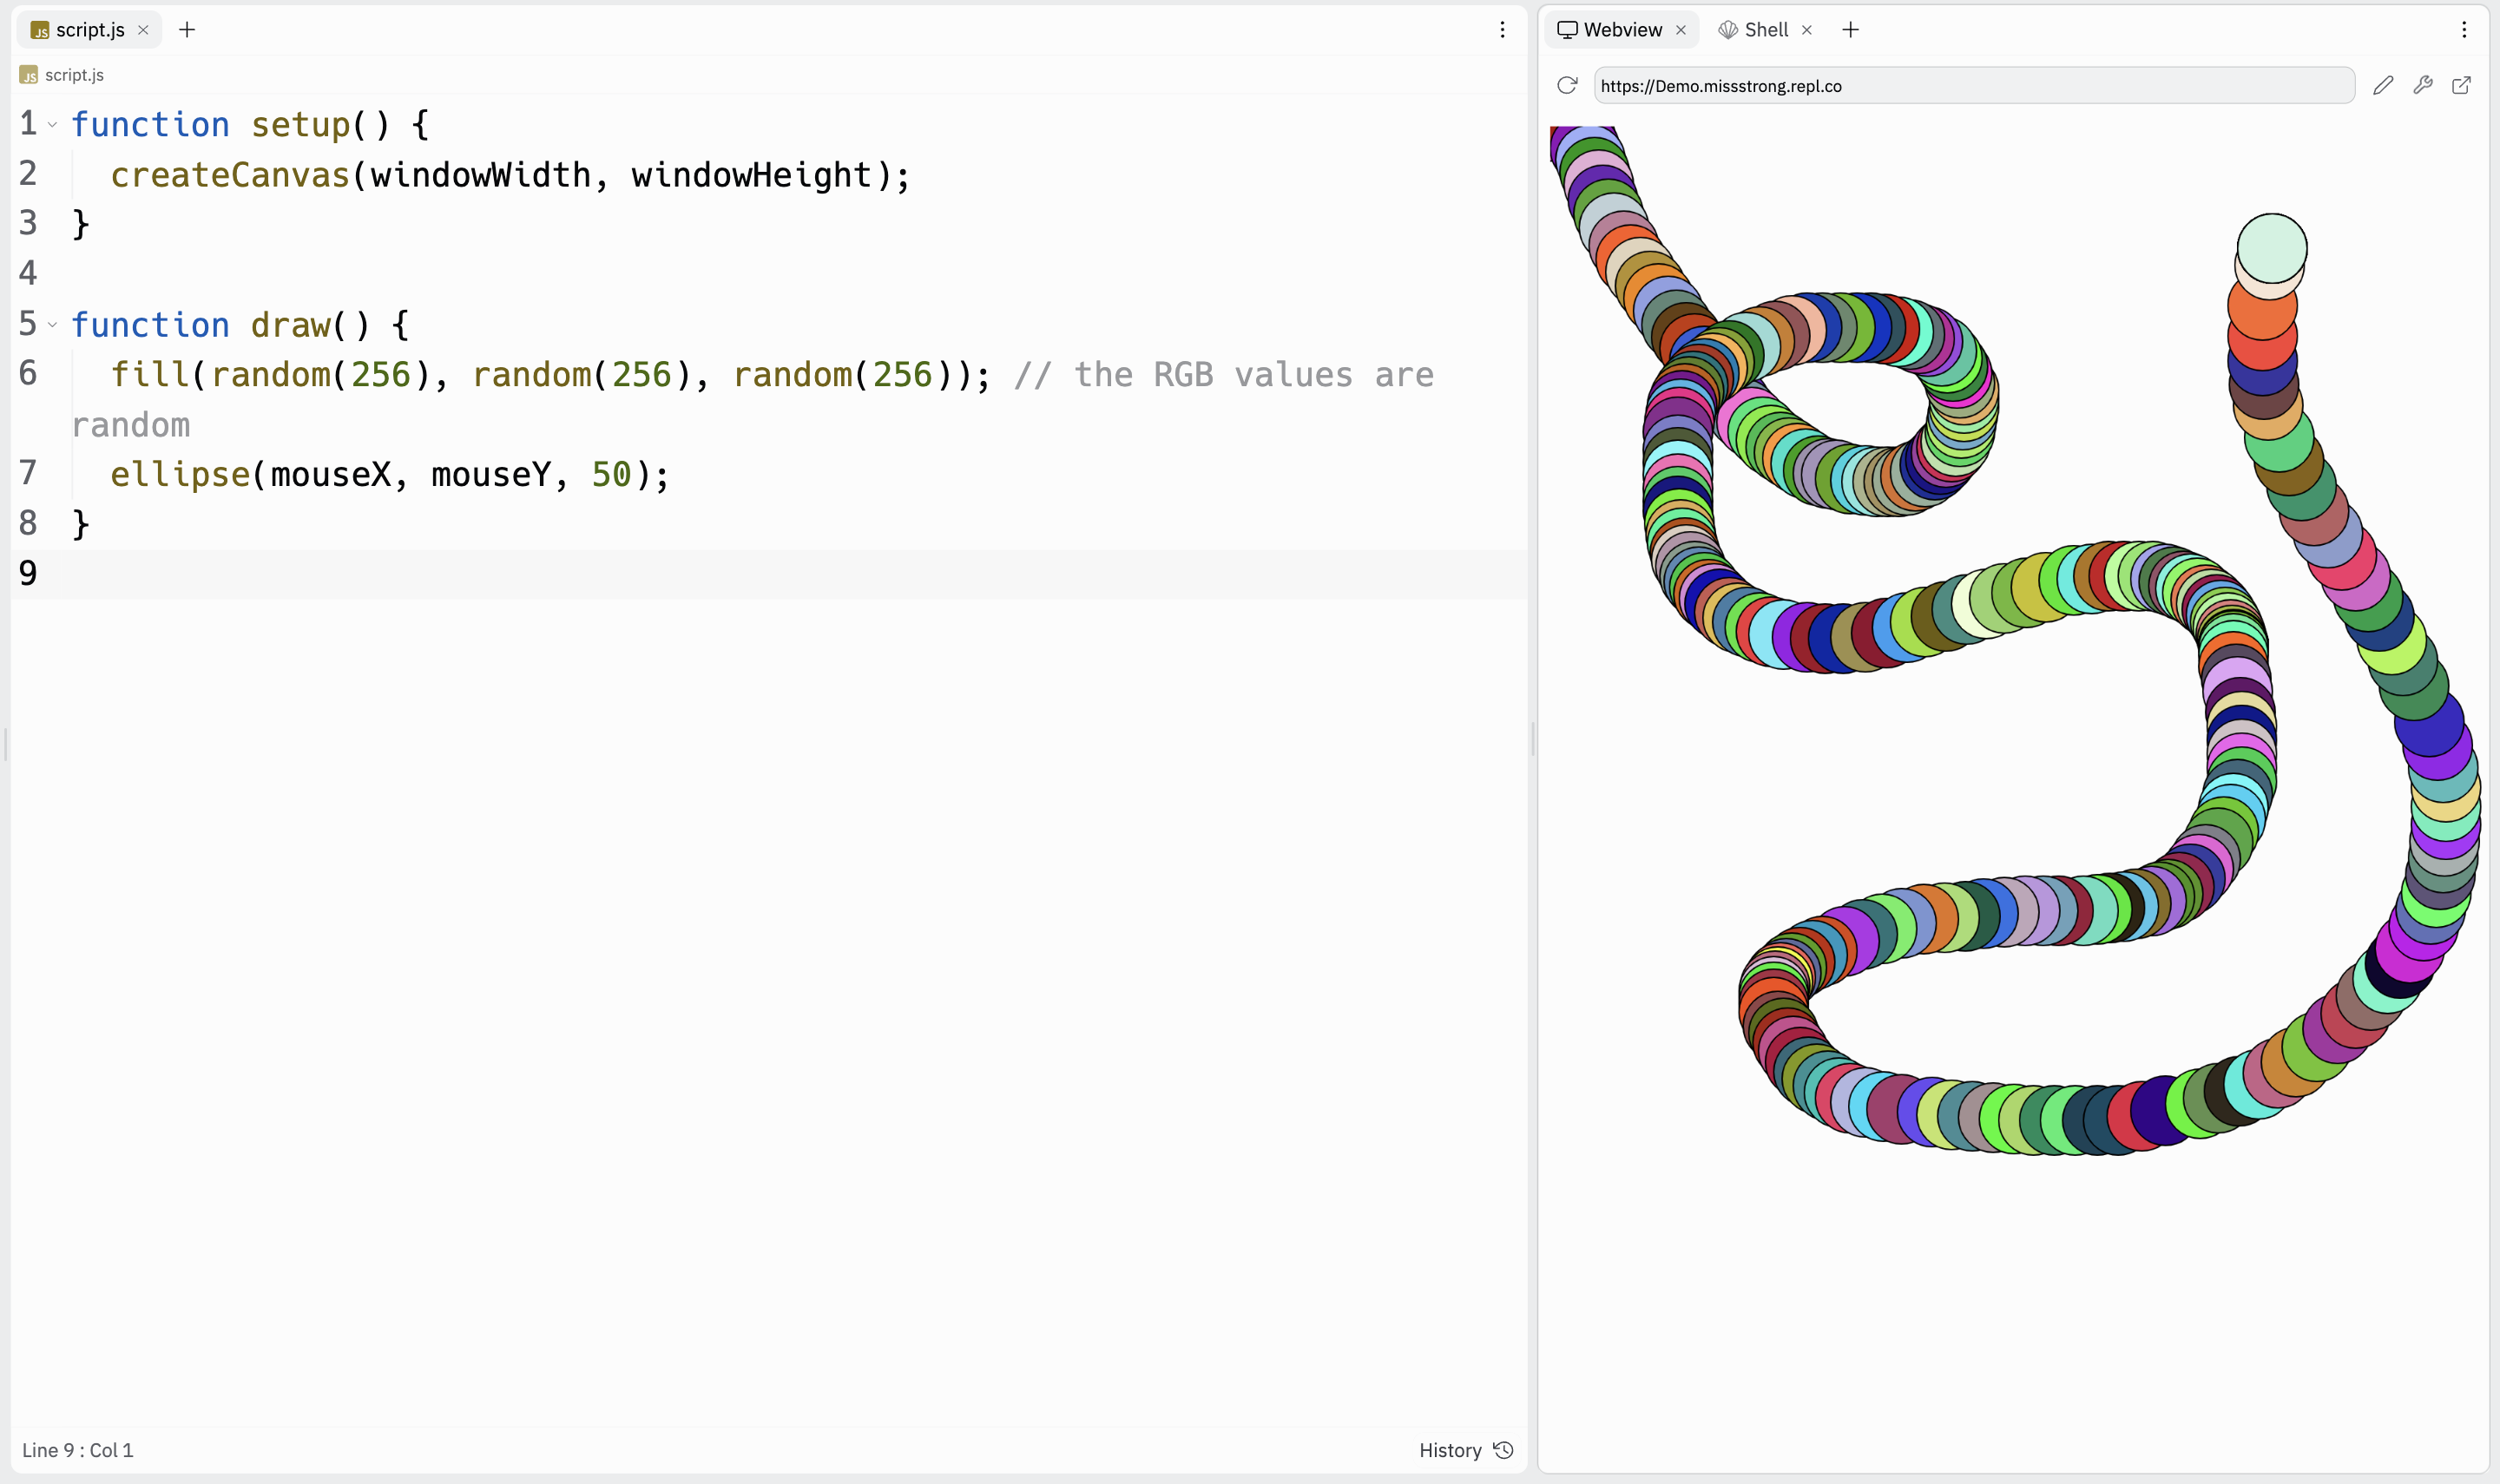 script.js
script.js
1 function setup() {
2 createCanvas(windowWidth, windowHeight);
3 }
4
5 function draw() {
6 fill(random(256), random(256), random(256)); // the RGB values are
random
7 ellipse(mouseX, mouseY, 50);
8 }
9
Line 9 : Col 1
History
Webview
Shell
https://Demo.missstrong.repl.co